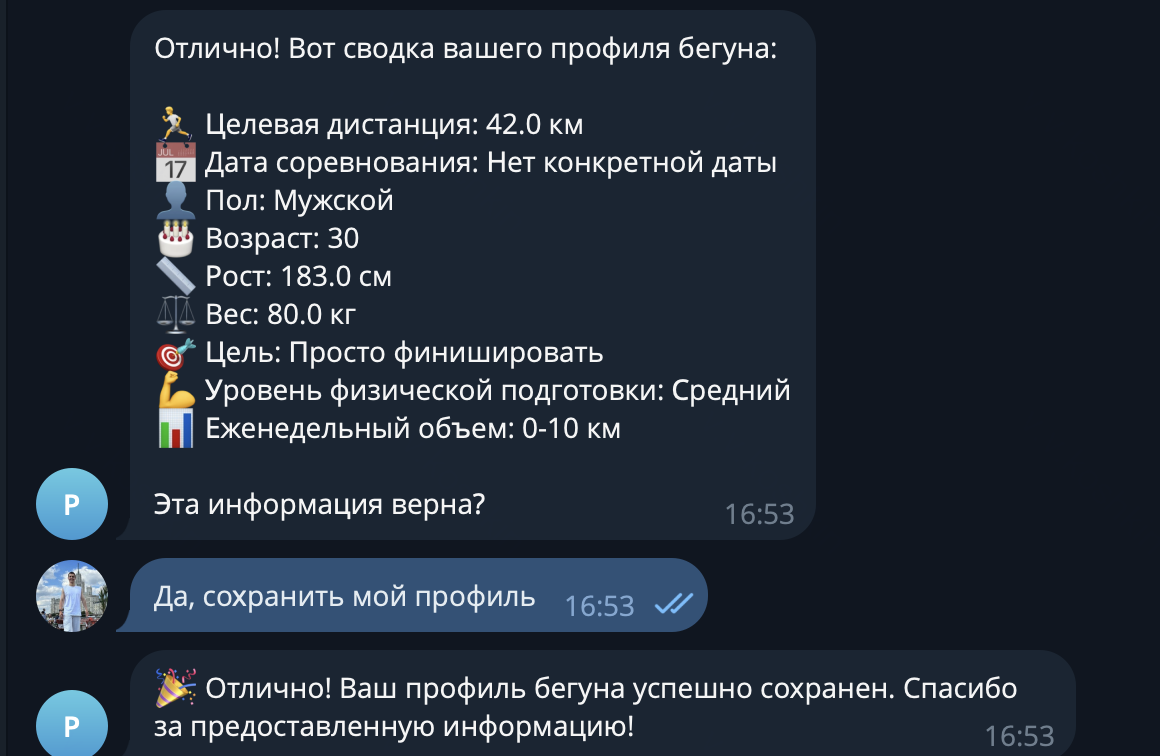 Отлично! Вот сводка вашего профиля бегуна:
🏃 Целевая дистанция: 42.0 км
📅 Дата соревнования: Нет конкретной даты
👤 Пол: Мужской
🎂 Возраст: 30
📏 Рост: 183.0 см
⚖️ Вес: 80.0 кг
🎯 Цель: Просто финишировать
💪 Уровень физической подготовки: Средний
📊 Еженедельный объем: 0-10 км
Эта информация верна?
16:53
P
Да, сохранить мой профиль
16:53
🎉 Отлично! Ваш профиль бегуна успешно сохранен. Спасибо
за предоставленную информацию!
16:53
P